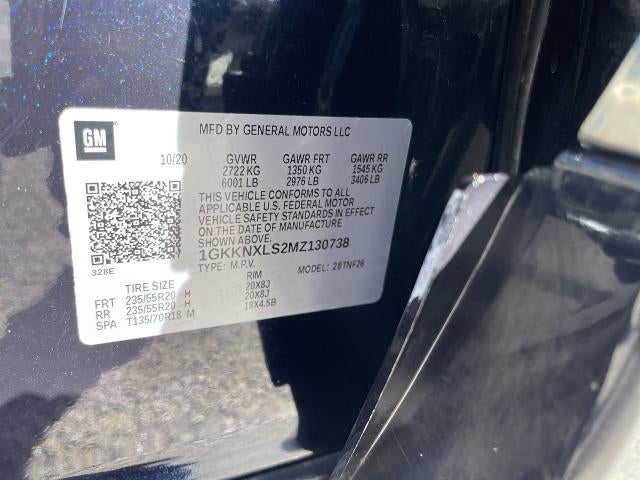 GM
MFD BY GENERAL MOTORS LLC
10/20 GVWR GAWR FRT GAWR RR
2722 KG 1350 KG 1545 KG
6001 LB 2976 LB 3406 LB
THIS VEHICLE CONFORMS TO ALL
APPLICABLE U.S. FEDERAL MOTOR
VEHICLE SAFETY STANDARDS IN EFFECT
ON THE DATE OF MANUFACTURE
SHOWN ABOVE.
1GKKNXLS2MZ130738
328E TYPE: M.P.V. MODEL: 28TNF26
TIRE SIZE RIM
FRT 235/55R20 H 20X8J
RR 235/55R20 H 20X8J
SPA T135/70R18 M 18X4.5B